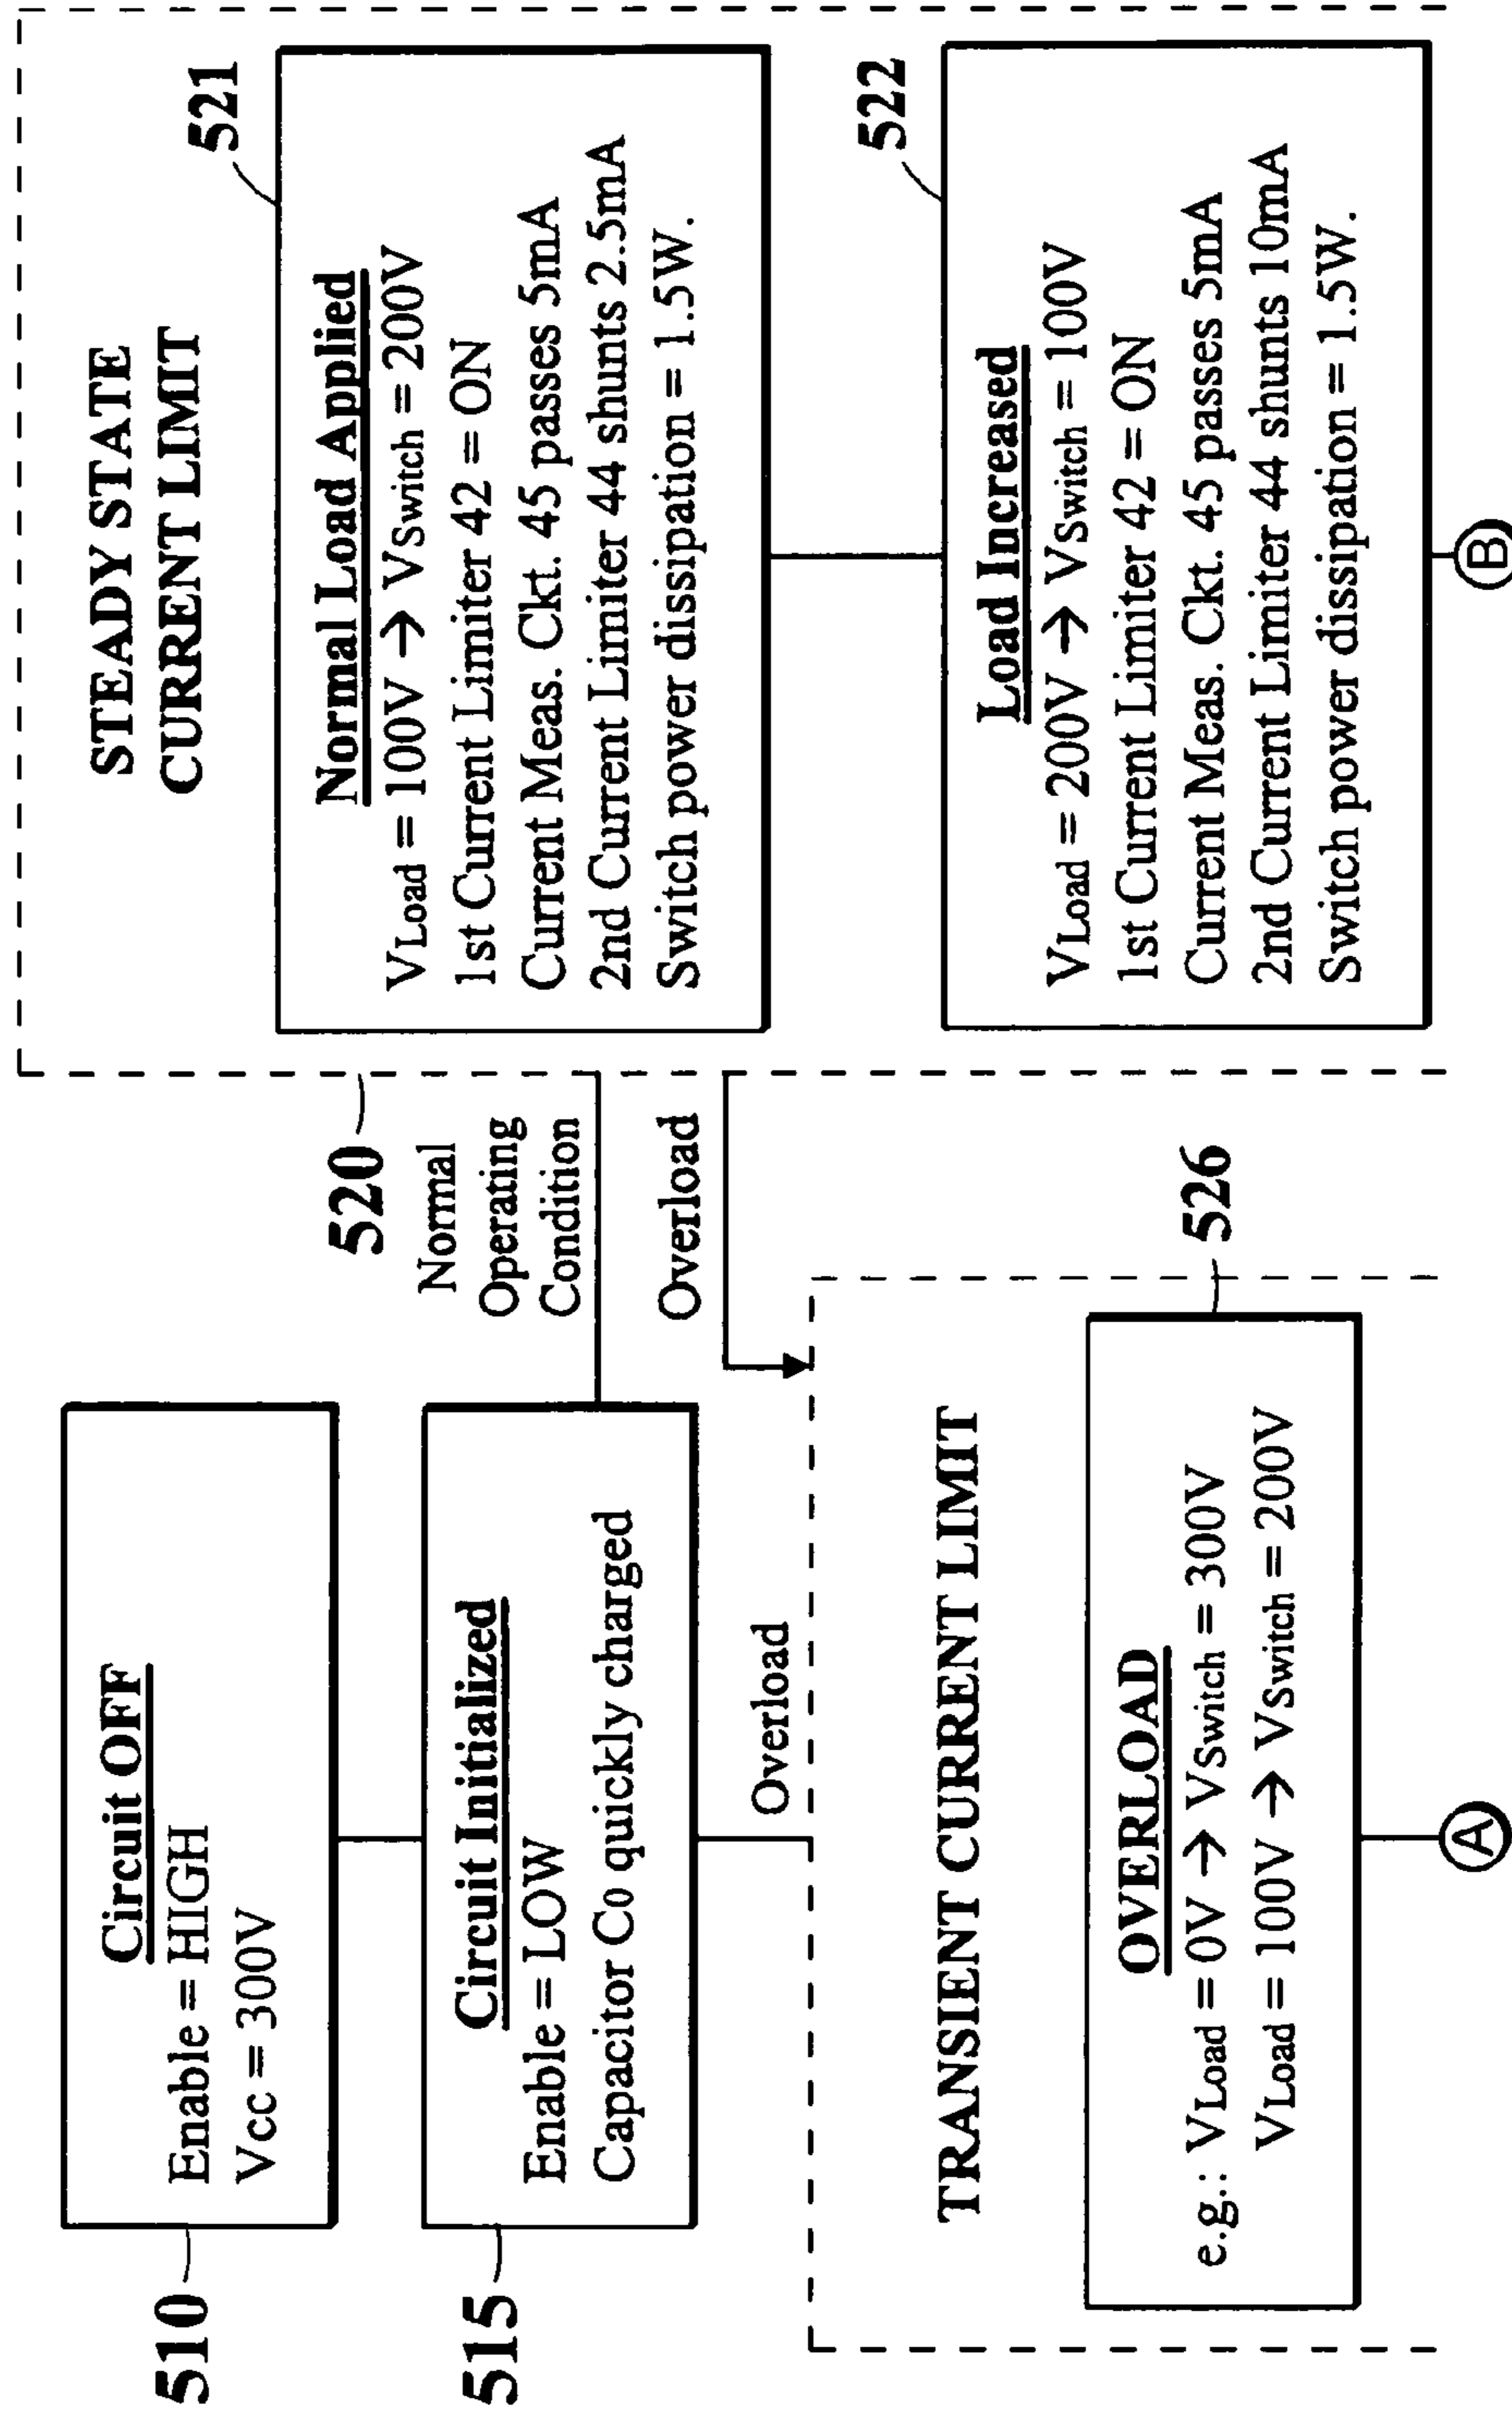 510
Circuit OFF
Enable = HIGH
Vcc = 300V
515
Circuit Initialized
Enable = LOW
Capacitor C0 quickly charged
Overload
520
Normal
Operating
Condition
Overload
STEADY STATE
CURRENT LIMIT
521
Normal Load Applied
VLoad = 100V → VSwitch = 200V
1st Current Limiter 42 = ON
Current Meas. Ckt. 45 passes 5mA
2nd Current Limiter 44 shunts 2.5mA
Switch power dissipation = 1.5W.
522
Load Increased
VLoad = 200V → VSwitch = 100V
1st Current Limiter 42 = ON
Current Meas. Ckt. 45 passes 5mA
2nd Current Limiter 44 shunts 10mA
Switch power dissipation = 1.5W.
B
TRANSIENT CURRENT LIMIT
526
OVERLOAD
e.g.: VLoad = 0V → VSwitch = 300V
VLoad = 100V → VSwitch = 200V
A